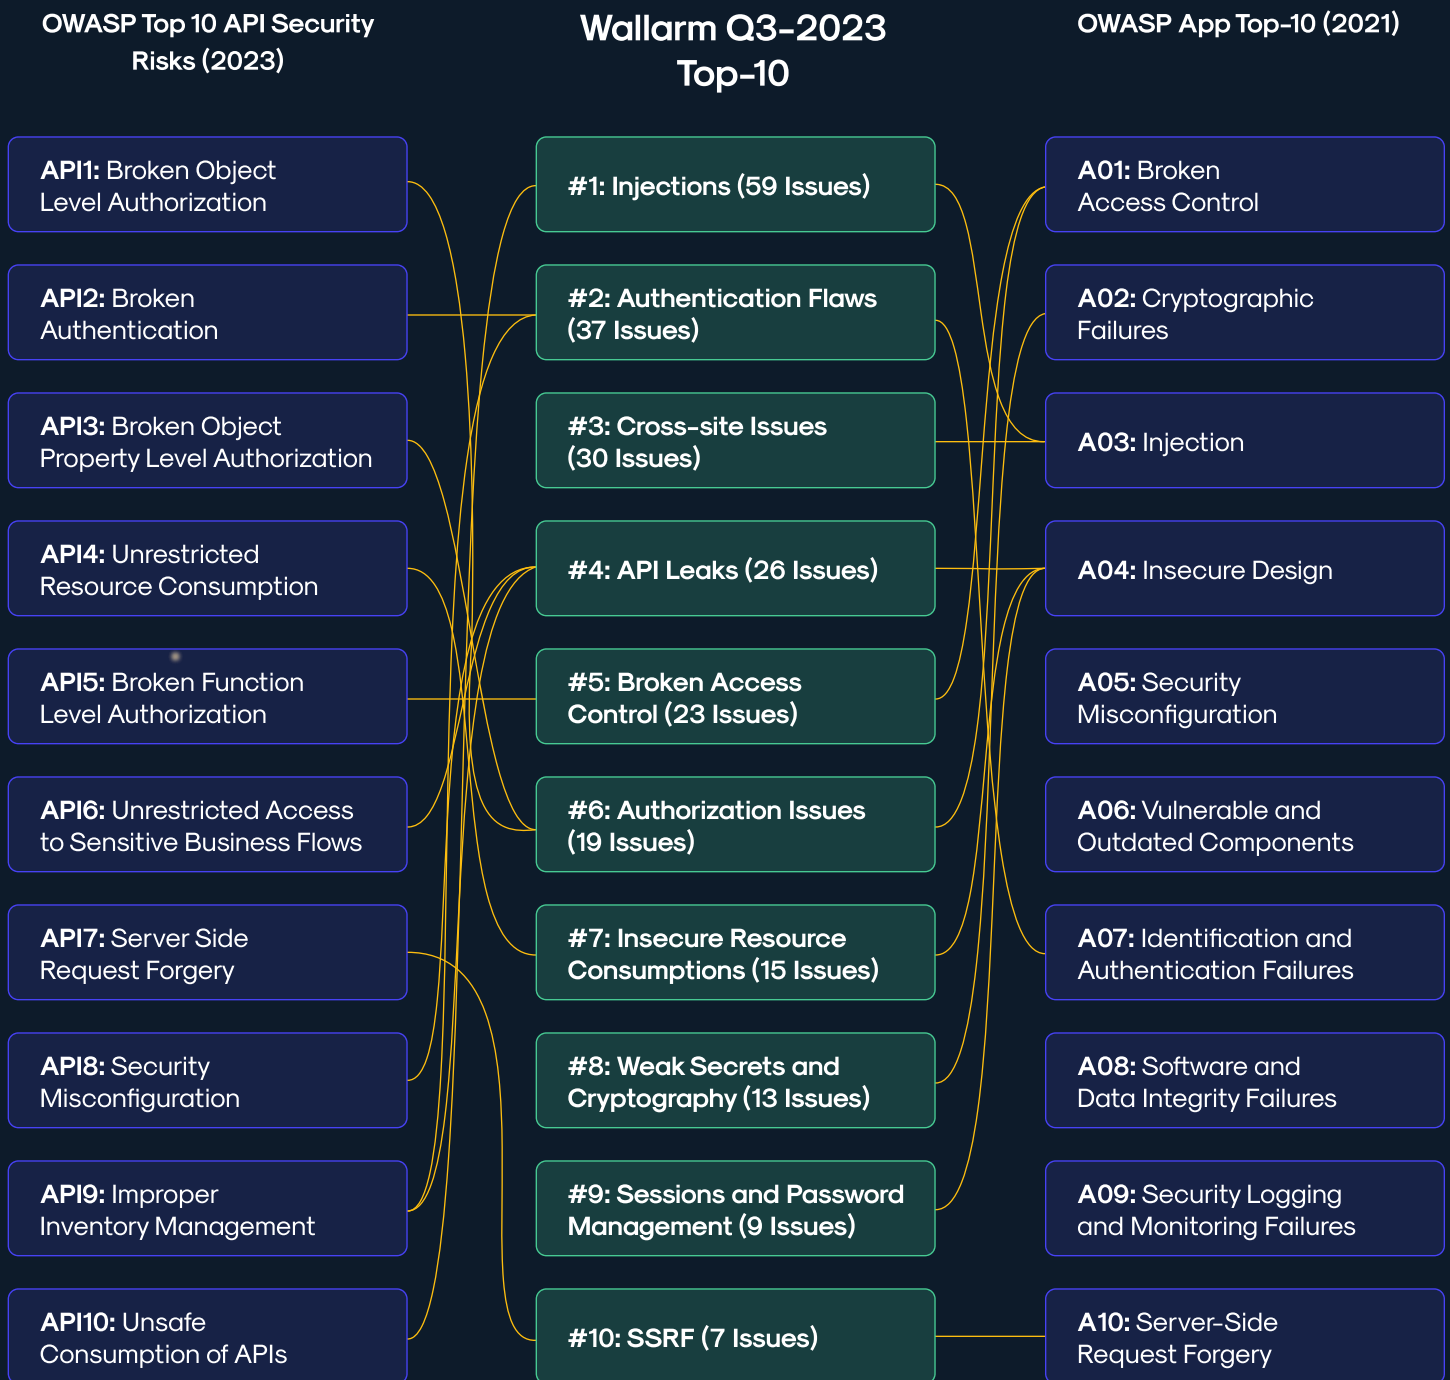 OWASP Top 10 API Security
Risks (2023)
Wallarm Q3-2023
Top-10
OWASP App Top-10 (2021)
API1: Broken Object
Level Authorization
API2: Broken
Authentication
API3: Broken Object
Property Level Authorization
API4: Unrestricted
Resource Consumption
API5: Broken Function
Level Authorization
API6: Unrestricted Access
to Sensitive Business Flows
API7: Server Side
Request Forgery
API8: Security
Misconfiguration
API9: Improper
Inventory Management
API10: Unsafe
Consumption of APIs
#1: Injections (59 Issues)
#2: Authentication Flaws
(37 Issues)
#3: Cross-site Issues
(30 Issues)
#4: API Leaks (26 Issues)
#5: Broken Access
Control (23 Issues)
#6: Authorization Issues
(19 Issues)
#7: Insecure Resource
Consumptions (15 Issues)
#8: Weak Secrets and
Cryptography (13 Issues)
#9: Sessions and Password
Management (9 Issues)
#10: SSRF (7 Issues)
A01: Broken
Access Control
A02: Cryptographic
Failures
A03: Injection
A04: Insecure Design
A05: Security
Misconfiguration
A06: Vulnerable and
Outdated Components
A07: Identification and
Authentication Failures
A08: Software and
Data Integrity Failures
A09: Security Logging
and Monitoring Failures
A10: Server-Side
Request Forgery